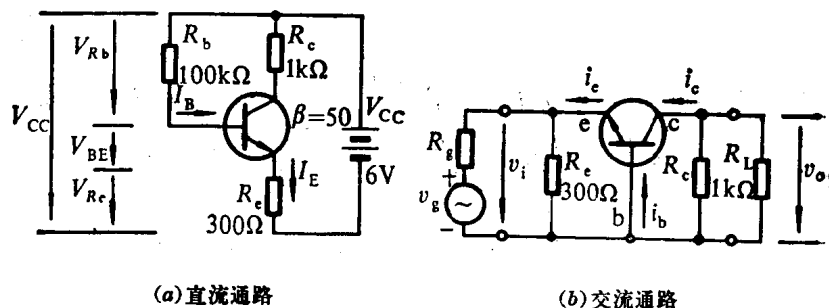 V_CC
V_Rb
V_BE
V_Re
R_b
100kΩ
I_B
R_c
1kΩ
β=50
V_CC
6V
I_E
R_e
300Ω
(a)直流通路
i_e
i_c
e
c
b
i_b
R_g
+
v_g
-
v_i
R_e
300Ω
R_c
1kΩ
R_L
v_o
(b)交流通路